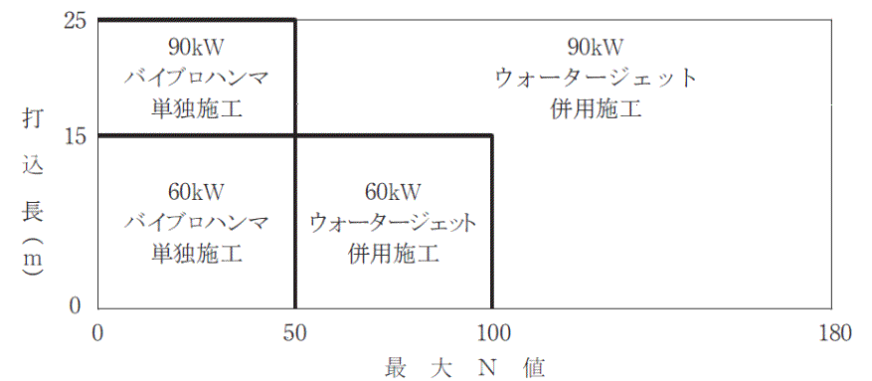 25
90kW
バイブロハンマ
単独施工
90kW
ウォータージェット
併用施工
15
60kW
バイブロハンマ
単独施工
60kW
ウォータージェット
併用施工
0
打込長(m)
0 50 100 180
最大N値